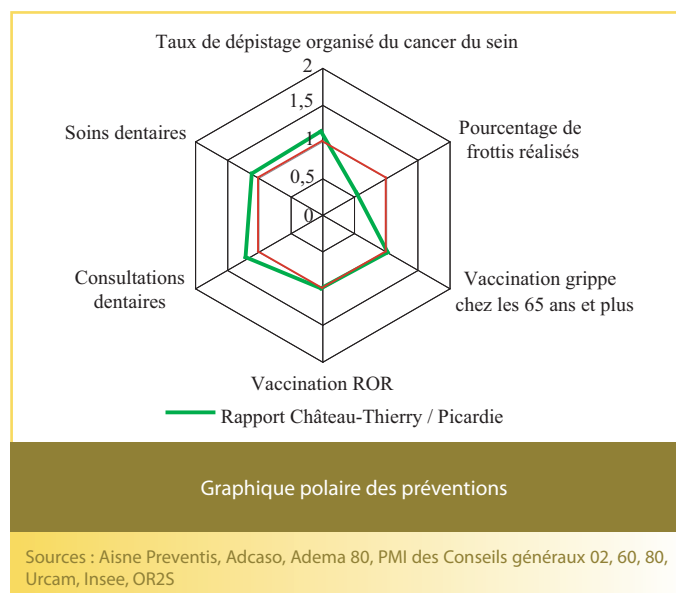 Taux de dépistage organisé du cancer du sein
2
1,5
1
0,5
0
Pourcentage de
frottis réalisés
Vaccination grippe
chez les 65 ans et plus
Vaccination ROR
Consultations
dentaires
Soins dentaires
Rapport Château-Thierry / Picardie
Graphique polaire des préventions
Sources : Aisne Preventis, Adcaso, Adema 80, PMI des Conseils généraux 02, 60, 80,
Urcam, Insee, OR2S